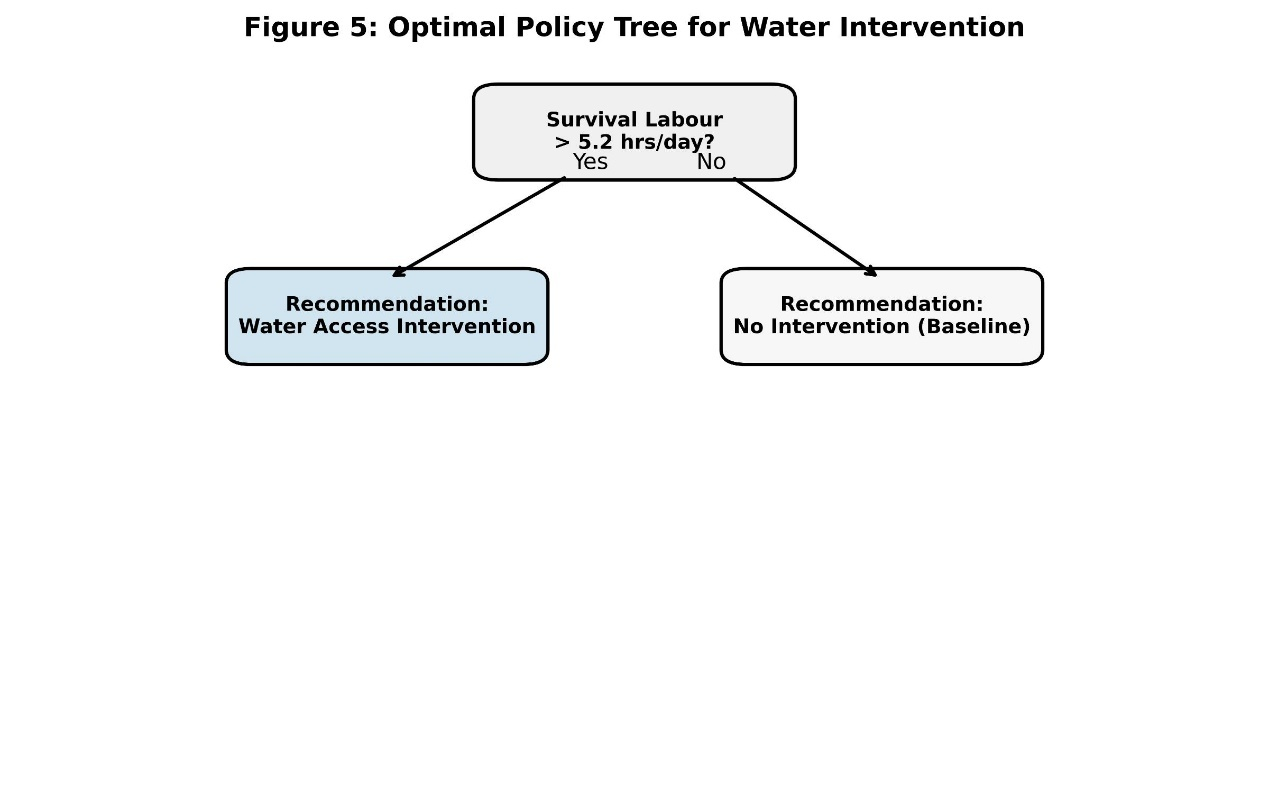 Figure 5: Optimal Policy Tree for Water Intervention
Survival Labour
> 5.2 hrs/day?
Yes No
Recommendation:
Water Access Intervention
Recommendation:
No Intervention (Baseline)